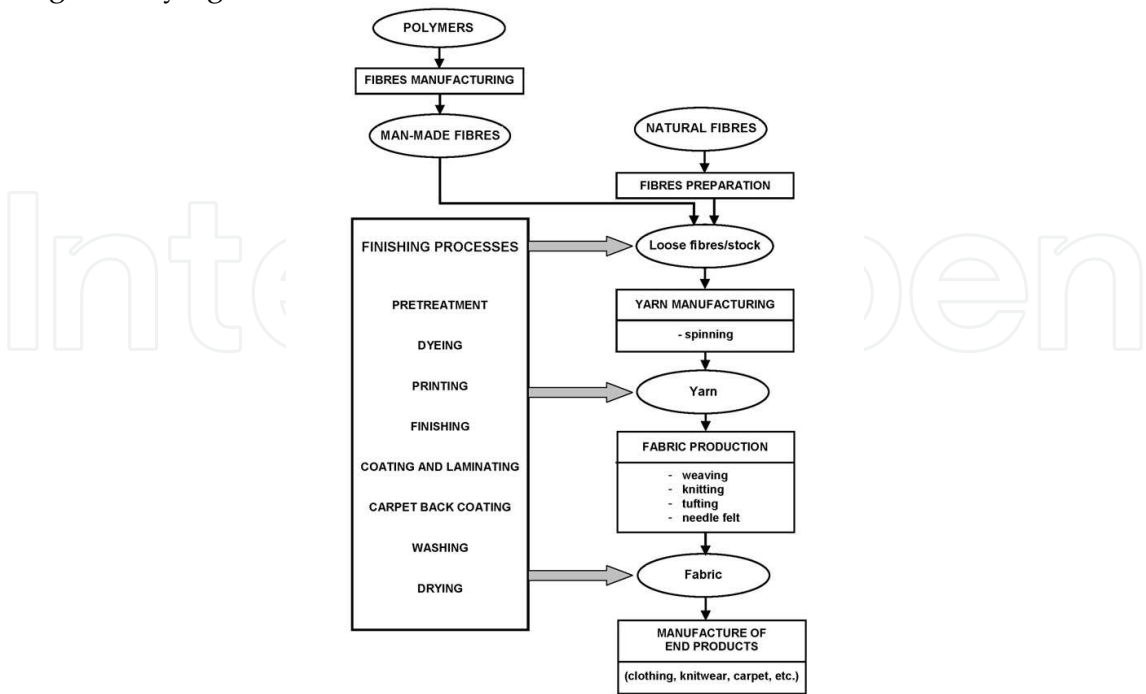 POLYMERS
FIBRES MANUFACTURING
MAN-MADE FIBRES
NATURAL FIBRES
FIBRES PREPARATION
FINISHING PROCESSES
PRETREATMENT
DYEING
PRINTING
FINISHING
COATING AND LAMINATING
CARPET BACK COATING
WASHING
DRYING
Loose fibres/stock
YARN MANUFACTURING
- spinning
Yarn
FABRIC PRODUCTION
- weaving
- knitting
- tufting
- needle felt
Fabric
MANUFACTURE OF
END PRODUCTS
(clothing, knitwear, carpet, etc.)